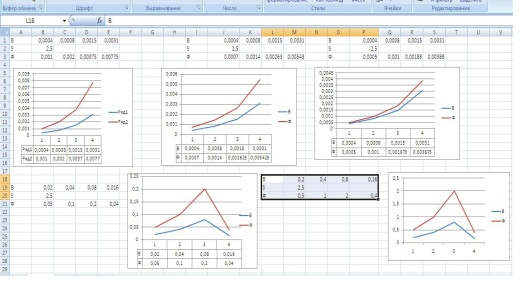 Буфер обмена Шрифт Выравнивание Число Стили Ячейки Редактирование
L18 fx В
A B C D E F G H I J K L M N O P Q R S T U V
1 В 0,0004 0,0008 0,0015 0,0031 В 0,0004 0,0008 0,0015 0,0031 В 0,0004 0,0008 0,0015 0,0031
2 S 2,5 S 2,5 S 2,5
3 Ф 0,001 0,002 0,00375 0,00775 Ф 0,0007 0,0014 0,00263 0,00543 Ф 0,0005 0,001 0,00188 0,00388
0,009
0,008
0,007
0,006
0,005
0,004
0,003
0,002
0,001
0
1 2 3 4
Ряд1 0,0004 0,0008 0,0015 0,0031
Ряд2 0,001 0,002 0,0037 0,0077
Ряд1
Ряд2
0,006
0,005
0,004
0,003
0,002
0,001
0
1 2 3 4
В 0,0004 0,0008 0,0015 0,0031
Ф 0,0007 0,0014 0,002625 0,005425
В
Ф
0,0045
0,004
0,0035
0,003
0,0025
0,002
0,0015
0,001
0,0005
0
1 2 3 4
В 0,0004 0,0008 0,0015 0,0031
Ф 0,0005 0,001 0,001875 0,003875
В
Ф
18 В 0,2 0,4 0,8 0,16
19 В 0,02 0,04 0,08 0,016 S 2,5
20 S 2,5 Ф 0,5 1 2 0,4
21 Ф 0,05 0,1 0,2 0,04
0,25
0,2
0,15
0,1
0,05
0
1 2 3 4
В 0,02 0,04 0,08 0,016
Ф 0,05 0,1 0,2 0,04
В
Ф
2,5
2
1,5
1
0,5
0
1 2 3 4
В
Ф